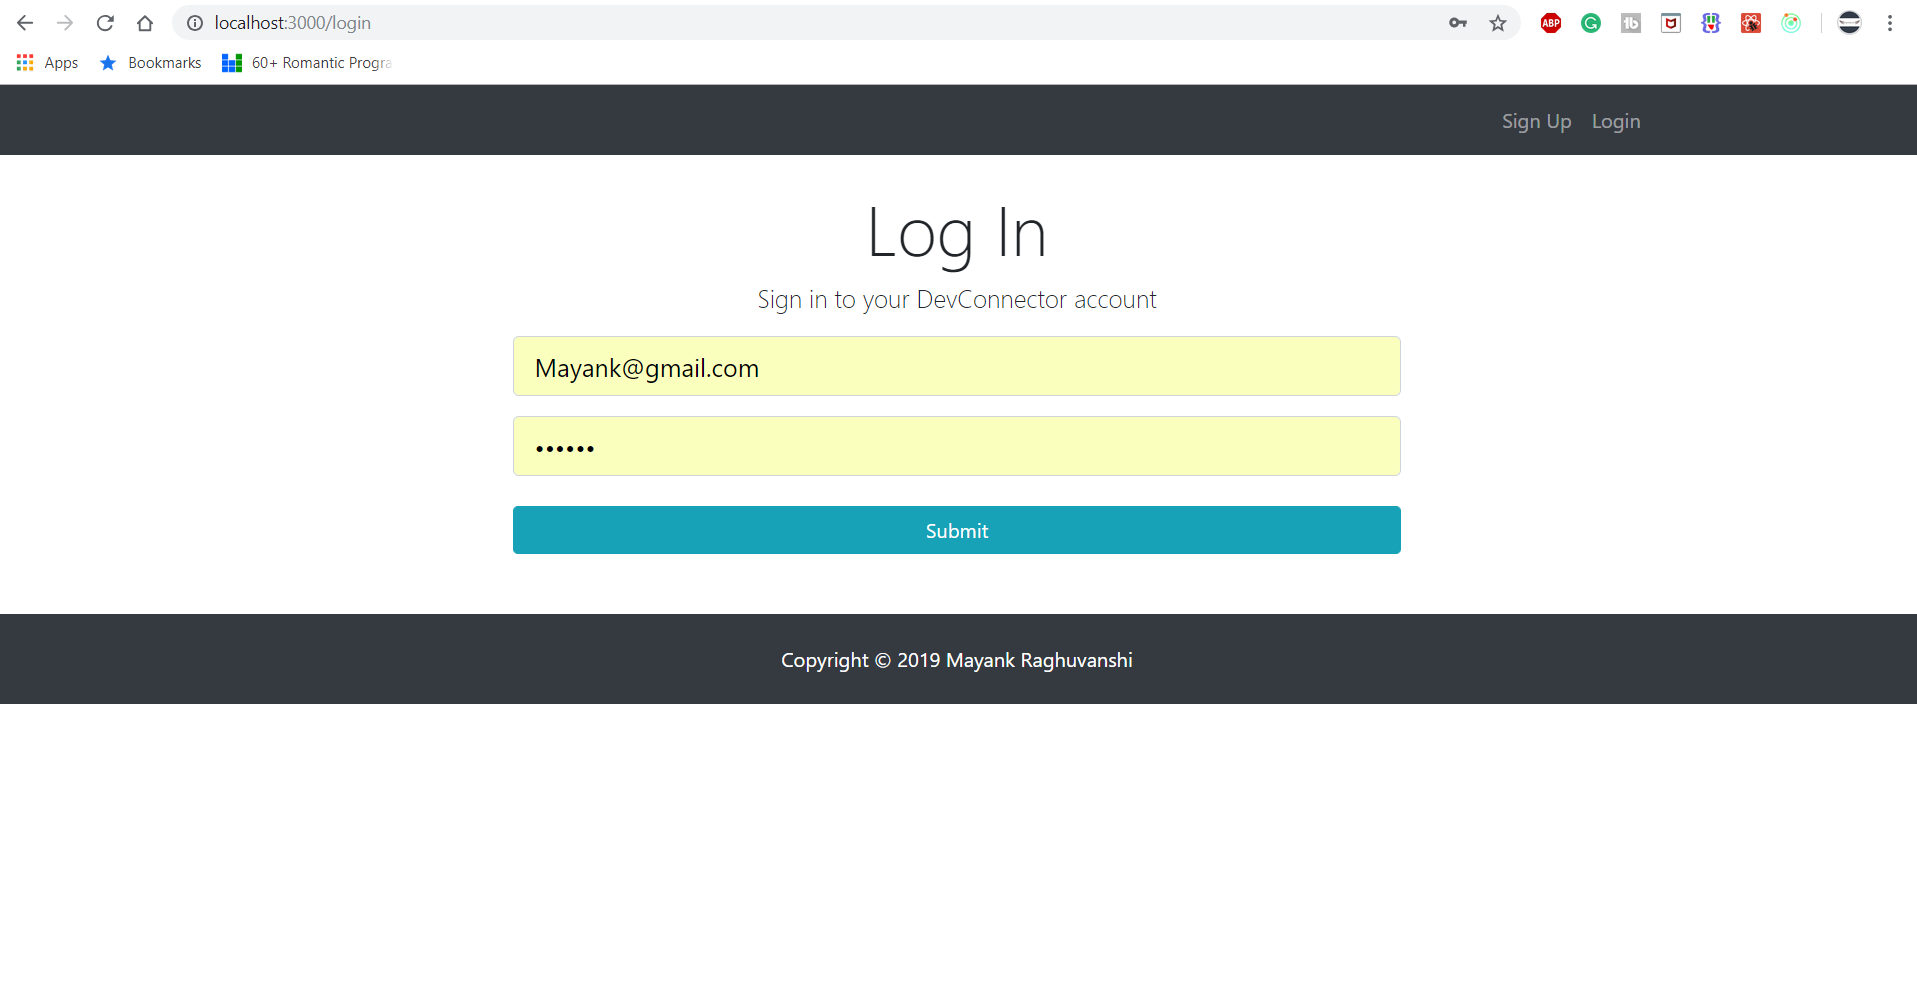 localhost:3000/login
ABP
Apps Bookmarks 60+ Romantic Progra
Sign Up Login
Log In
Sign in to your DevConnector account
Mayank@gmail.com
••••••
Submit
Copyright © 2019 Mayank Raghuvanshi